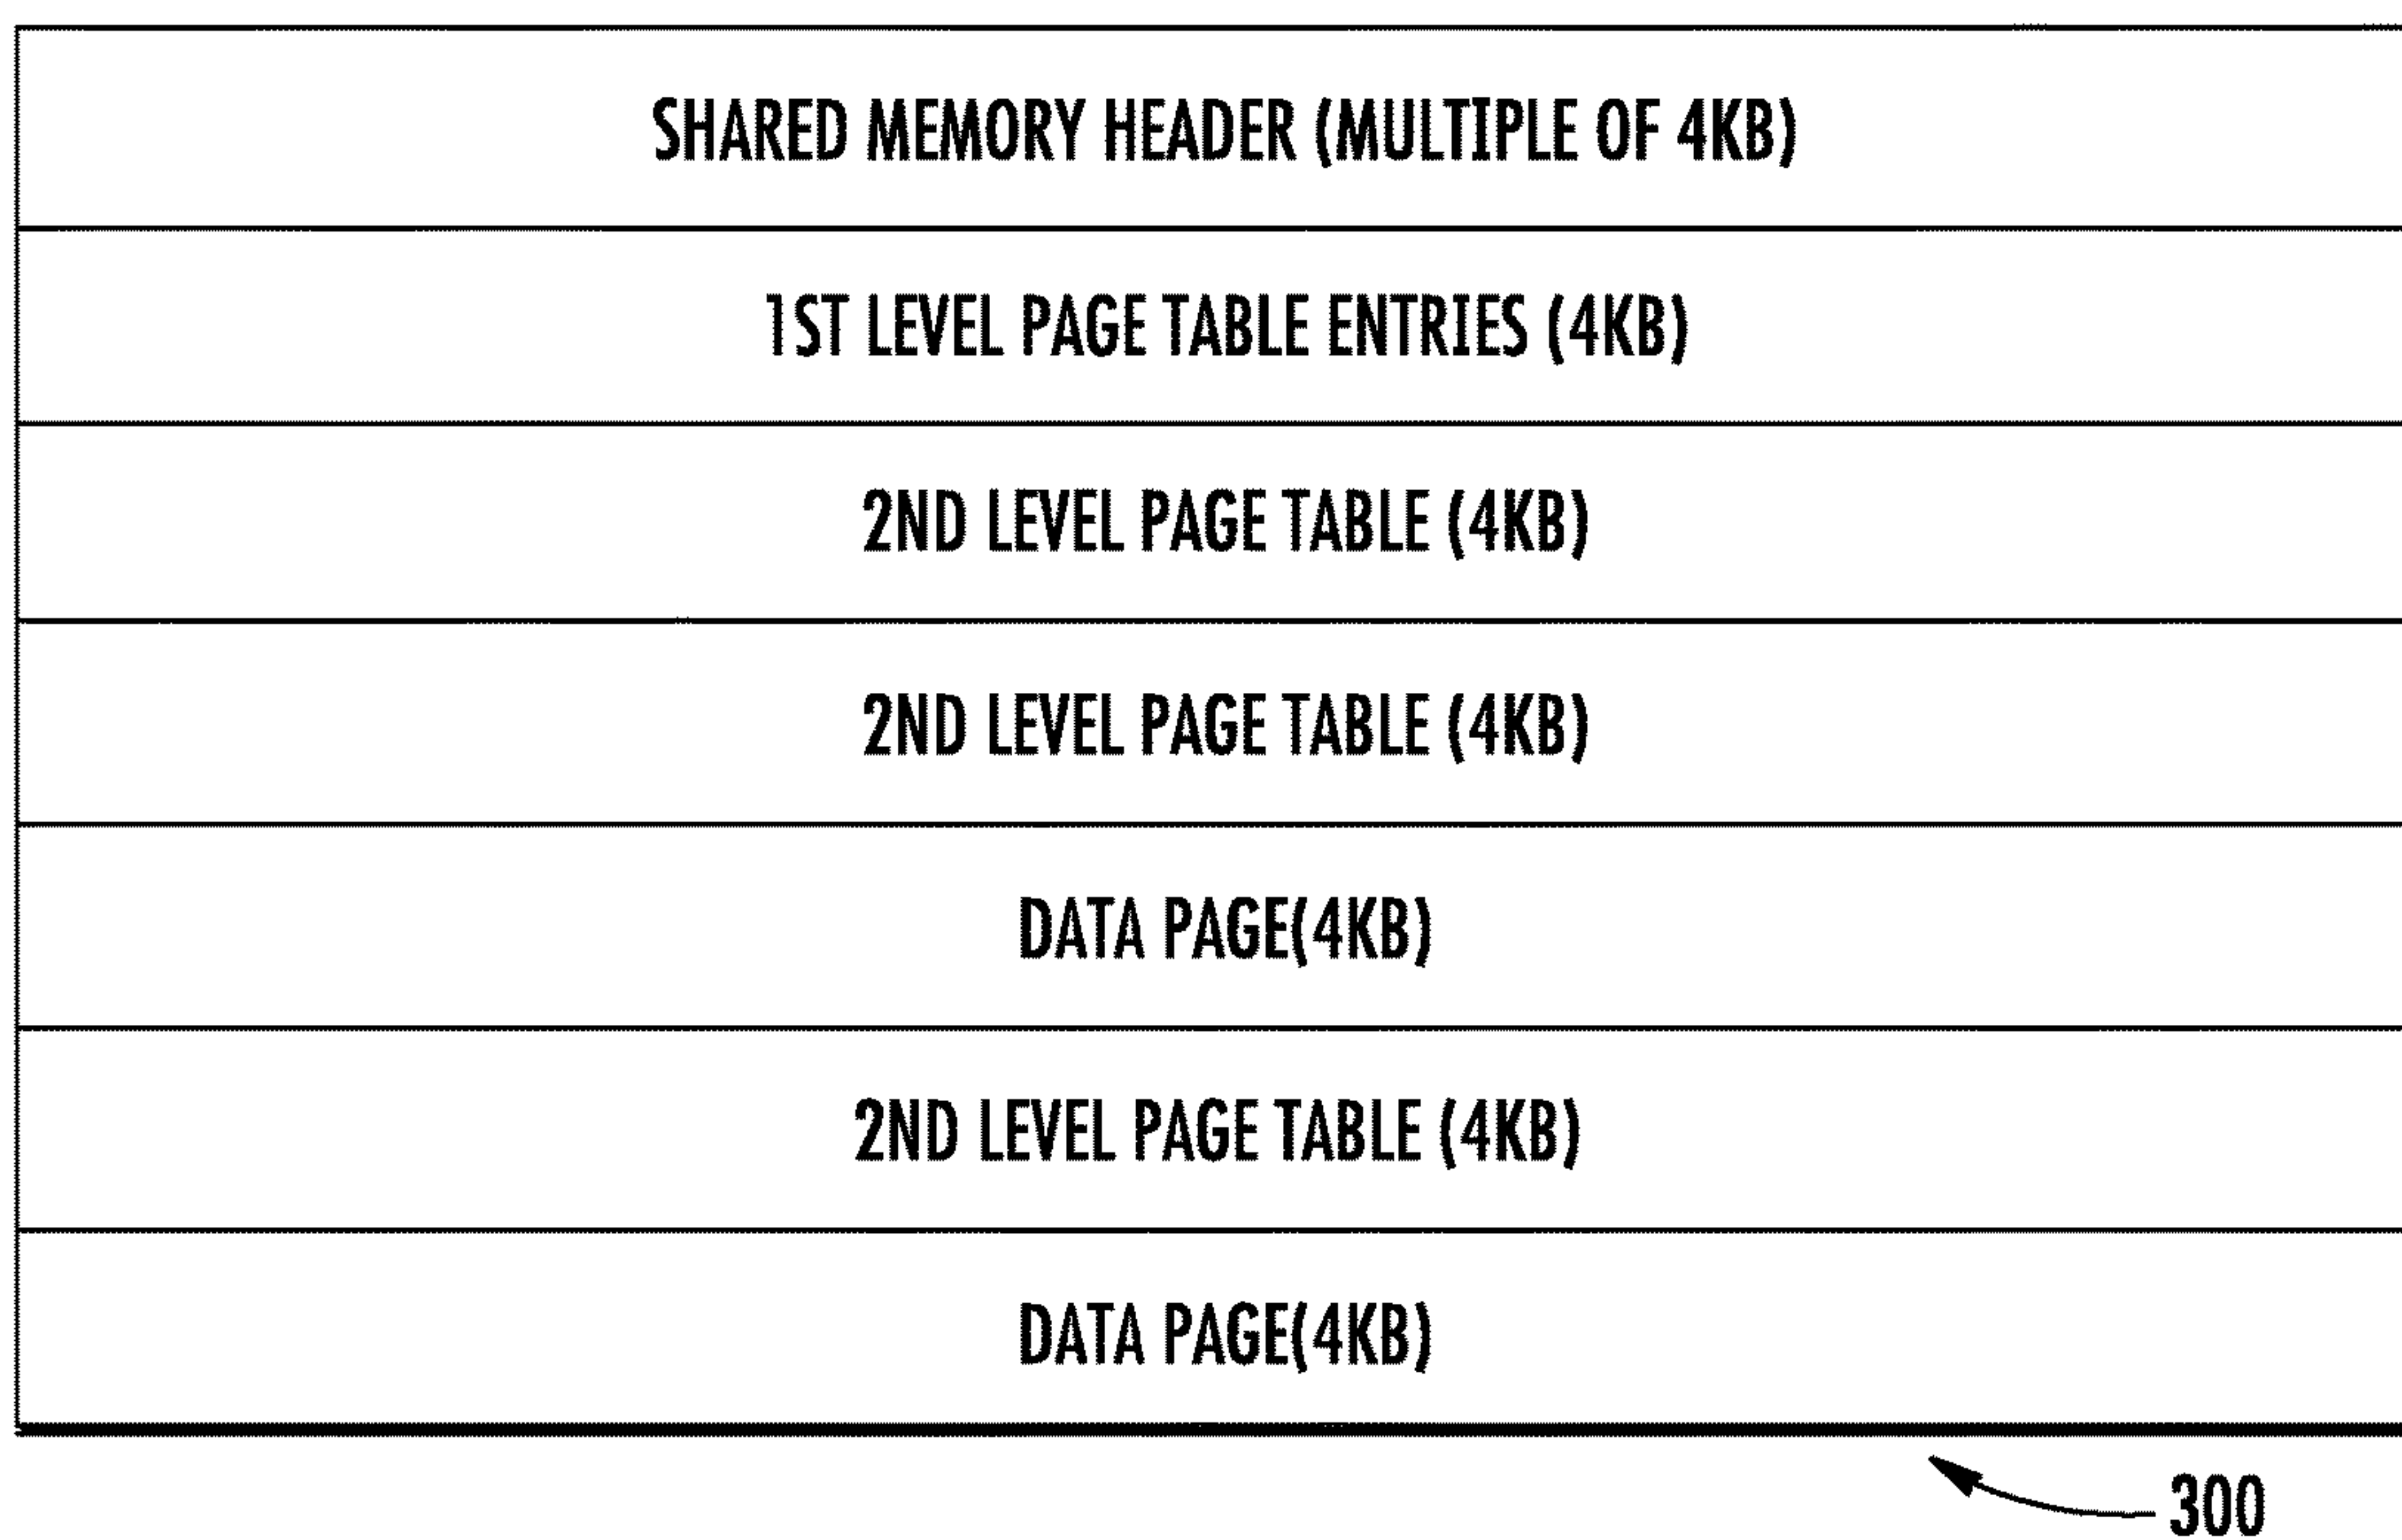 SHARED MEMORY HEADER (MULTIPLE OF 4KB)
1ST LEVEL PAGE TABLE ENTRIES (4KB)
2ND LEVEL PAGE TABLE (4KB)
2ND LEVEL PAGE TABLE (4KB)
DATA PAGE(4KB)
2ND LEVEL PAGE TABLE (4KB)
DATA PAGE(4KB)
300